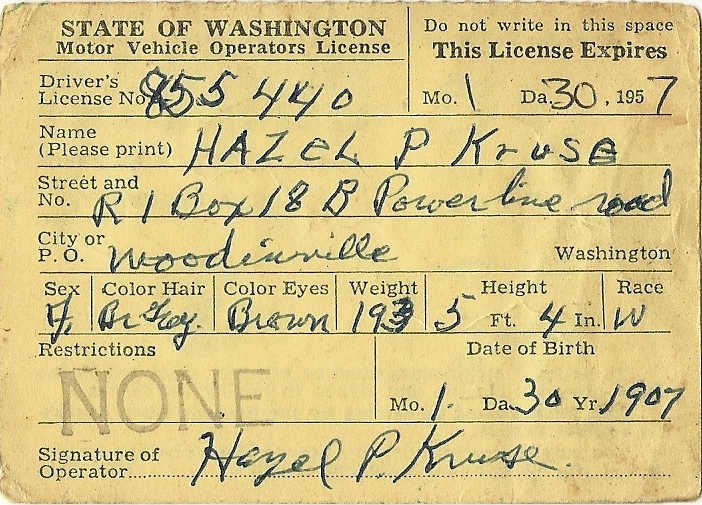 STATE OF WASHINGTON
Motor Vehicle Operators License
Do not write in this space
This License Expires
Driver's License No. 855 440
Mo. 1 Da. 30, 1957
Name (Please print) HAZEL P KrusE
Street and No. R 1 Box 18 B Powerline road
City or P. O. Woodinville Washington
Sex Color Hair Color Eyes Weight Height Race
F. Br Gray. Brown 193 5 Ft. 4 In. W
Restrictions Date of Birth
NONE
Mo. 1. Da. 30 Yr. 1907
Signature of Operator Hazel P. Kruse.